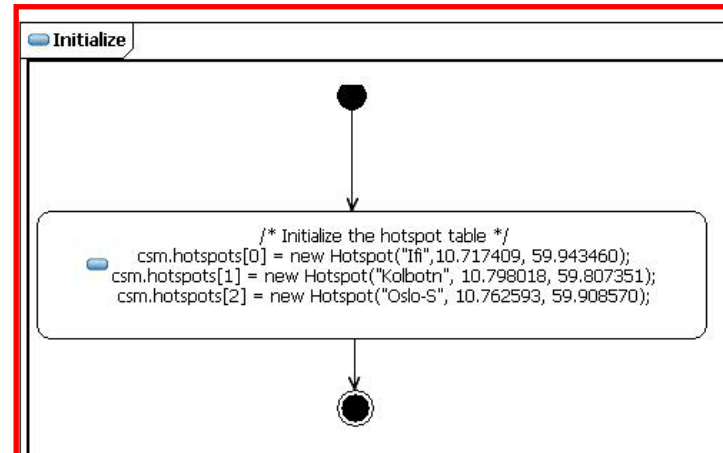 Initialize
/* Initialize the hotspot table */
csm.hotspots[0] = new Hotspot("Ifi",10.717409, 59.943460);
csm.hotspots[1] = new Hotspot("Kolbotn", 10.798018, 59.807351);
csm.hotspots[2] = new Hotspot("Oslo-S", 10.762593, 59.908570);